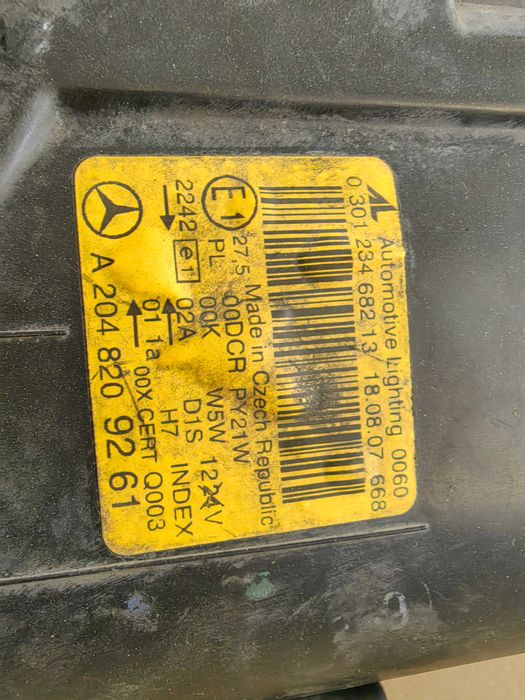 Automotive Lighting 0060
0 301 234 682 13 18.08.07 668
Made in Czech Republic
E1 27,5 00DCR PY21W
PL 00K W5W 12V
2242 e1 02A D1S INDEX
01 1a H7
00X.CERT Q003
A 204 820 92 61